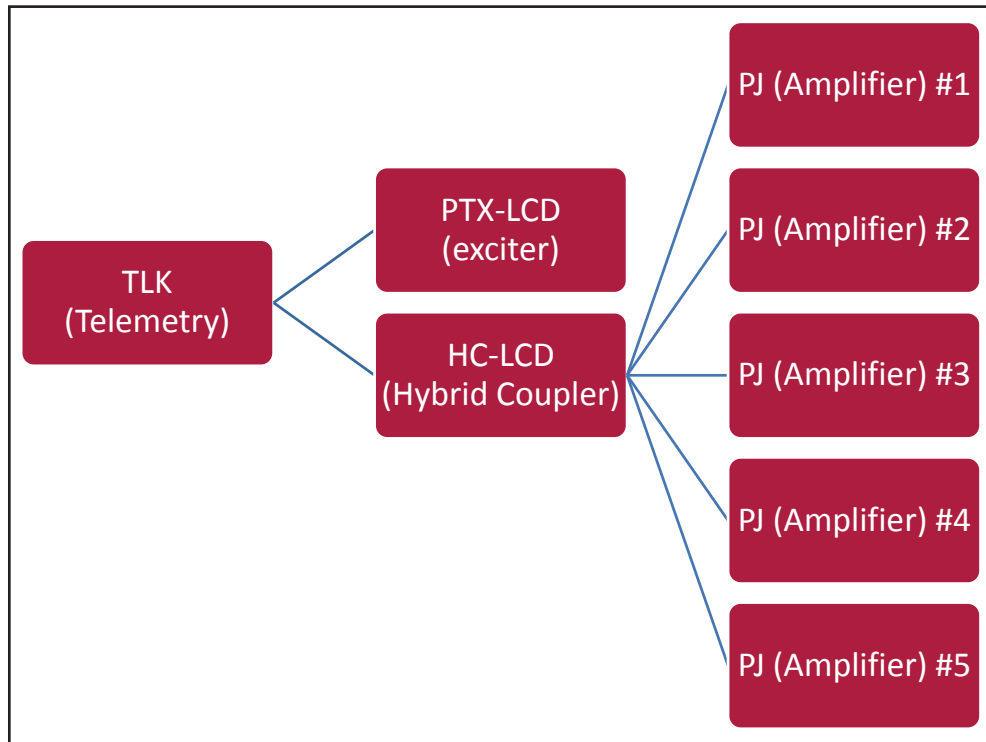 TLK
(Telemetry)
PTX-LCD
(exciter)
HC-LCD
(Hybrid Coupler)
PJ (Amplifier) #1
PJ (Amplifier) #2
PJ (Amplifier) #3
PJ (Amplifier) #4
PJ (Amplifier) #5